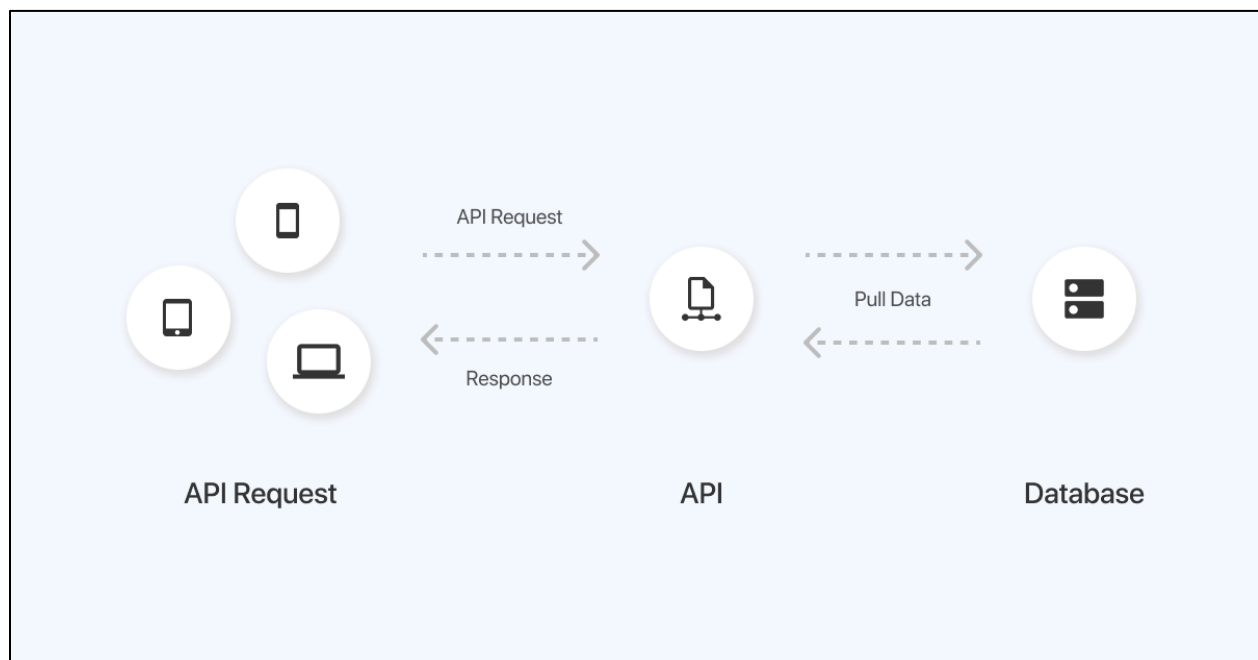 API Request
Pull Data
Response
API Request
API
Database